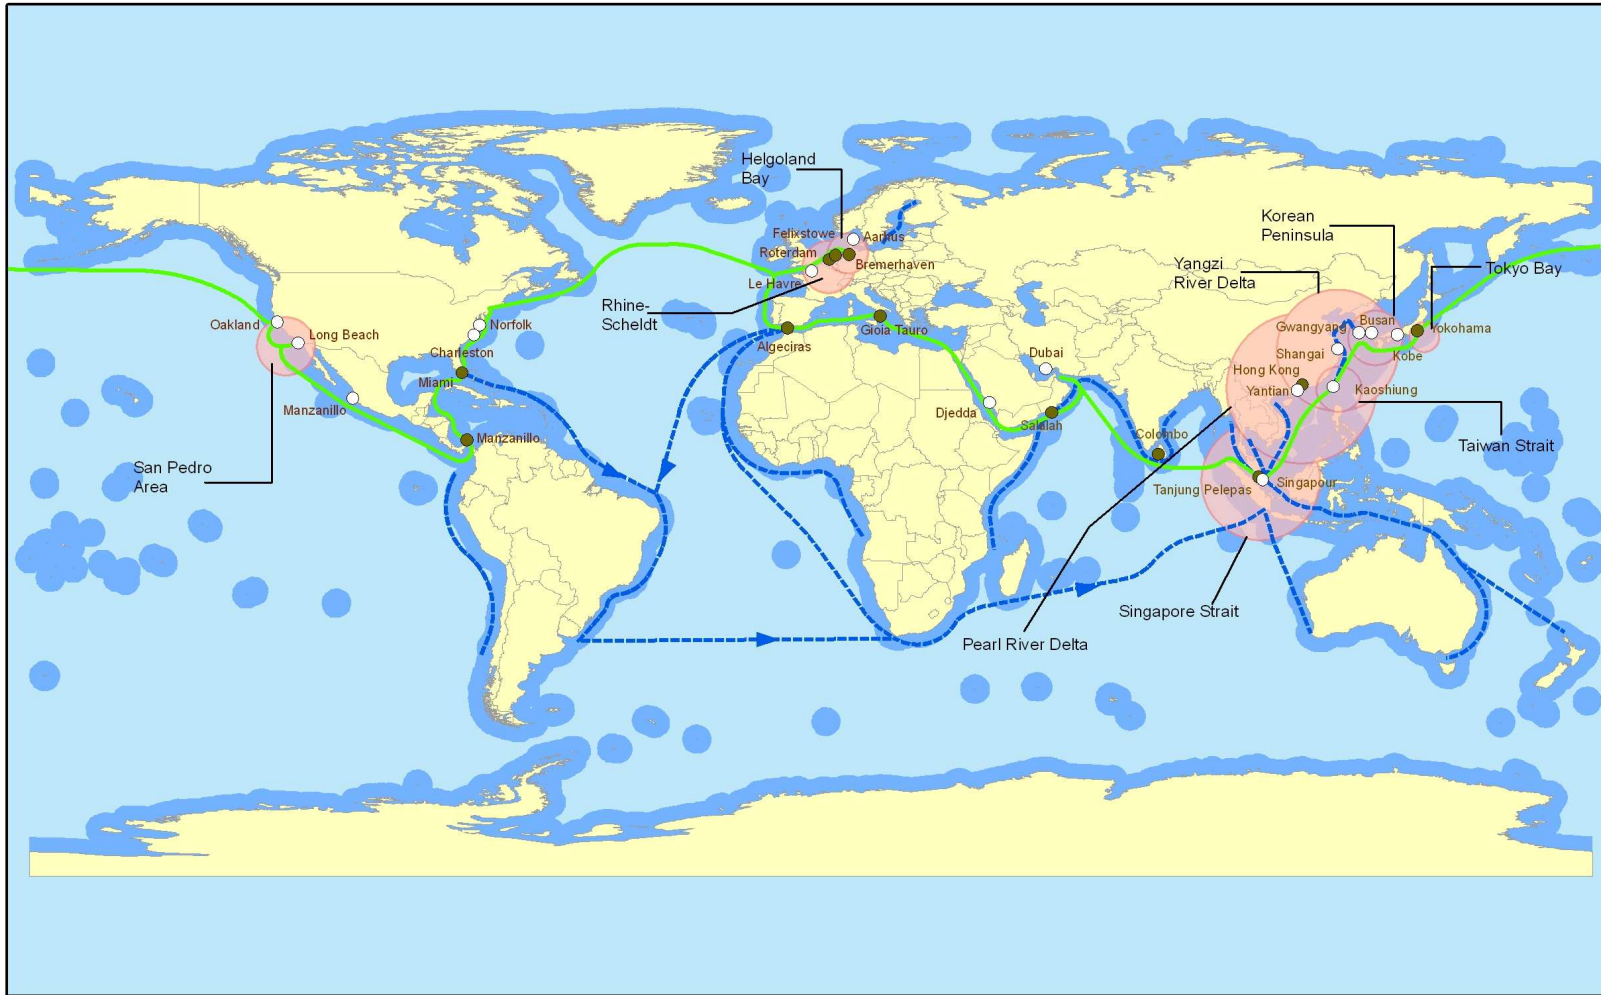 Helgoland
Bay
Felixstowe
Aarhus
Roterdam
Bremerhaven
Le Havre
Rhine-
Scheldt
Gioia Tauro
Algeciras
Korean
Peninsula
Yangzi
River Delta
Tokyo Bay
Gwangyang
Busan
Yokohama
Shangai
Kobe
Hong Kong
Yantian
Kaoshiung
Taiwan Strait
Oakland
Long Beach
Norfolk
Charleston
Miami
Manzanillo
Manzanillo
San Pedro
Area
Dubai
Djedda
Salalah
Colombo
Tanjung Pelepas
Singapour
Singapore Strait
Pearl River Delta